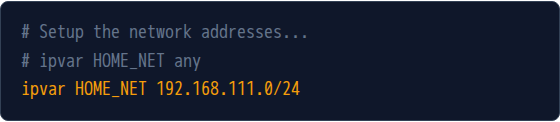 # Setup the network addresses...
# ipvar HOME_NET any
ipvar HOME_NET 192.168.111.0/24